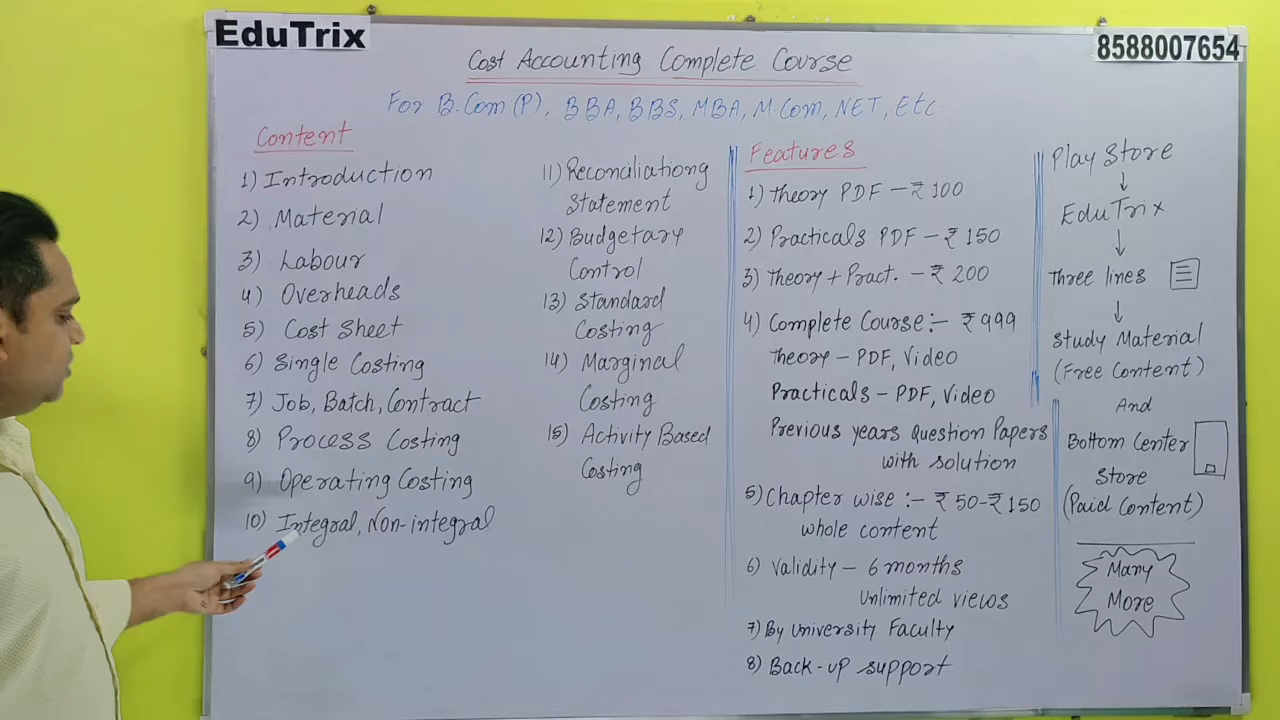 EduTrix
8588007654
Cost Accounting Complete Course
For B.Com (P), BBA, BBS, MBA, M.Com, NET, Etc.
Content
1) Introduction
2) Material
3) Labour
4) Overheads
5) Cost Sheet
6) Single Costing
7) Job, Batch, Contract
8) Process Costing
9) Operating Costing
10) Integral, Non-integral
11) Reconciliationg
Statement
12) Budgetary
Control
13) Standard
Costing
14) Marginal
Costing
15) Activity Based
Costing
Features
1) Theory PDF - ₹ 100
2) Practicals PDF - ₹ 150
3) Theory + Pract. - ₹ 200
4) Complete Course:- ₹ 999
Theory - PDF, Video
Practicals - PDF, Video
Previous years Question Papers
with solution
5) Chapter wise :- ₹ 50-₹ 150
whole content
6) Validity - 6 months
Unlimited views
7) By University Faculty
8) Back-up support
Play Store
↓
EduTrix
↓
Three lines
↓
Study Material
(Free Content)
And
Bottom Center
Store
(Paid Content)
Many
More